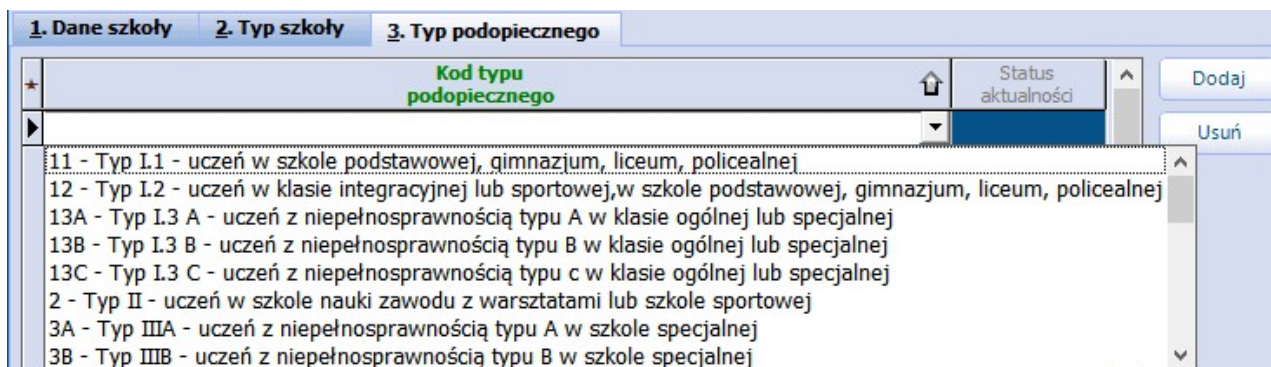 1. Dane szkoły 2. Typ szkoły 3. Typ podopiecznego
Kod typu podopiecznego Status aktualności Dodaj
Usuń
11 - Typ I.1 - uczeń w szkole podstawowej, gimnazjum, liceum, policealnej
12 - Typ I.2 - uczeń w klasie integracyjnej lub sportowej,w szkole podstawowej, gimnazjum, liceum, policealnej
13A - Typ I.3 A - uczeń z niepełnosprawnością typu A w klasie ogólnej lub specjalnej
13B - Typ I.3 B - uczeń z niepełnosprawnością typu B w klasie ogólnej lub specjalnej
13C - Typ I.3 C - uczeń z niepełnosprawnością typu c w klasie ogólnej lub specjalnej
2 - Typ II - uczeń w szkole nauki zawodu z warsztatami lub szkole sportowej
3A - Typ IIIA - uczeń z niepełnosprawnością typu A w szkole specjalnej
3B - Typ IIIB - uczeń z niepełnosprawnością typu B w szkole specjalnej